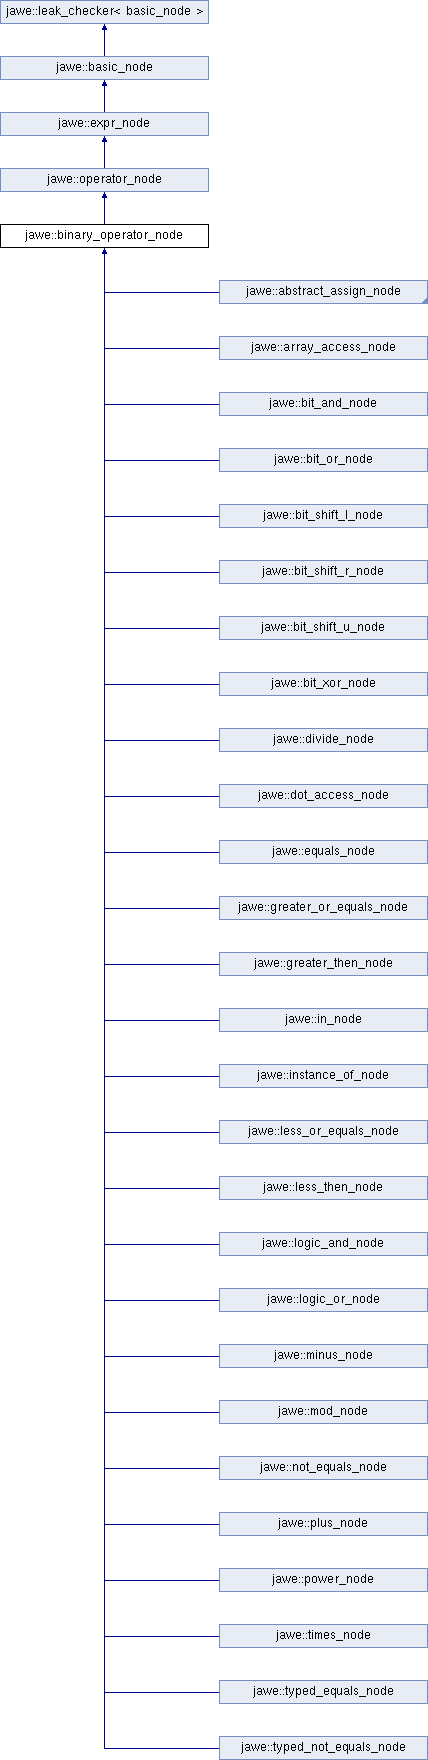 jawe::leak_checker< basic_node >
jawe::basic_node
jawe::expr_node
jawe::operator_node
jawe::binary_operator_node
jawe::abstract_assign_node
jawe::array_access_node
jawe::bit_and_node
jawe::bit_or_node
jawe::bit_shift_l_node
jawe::bit_shift_r_node
jawe::bit_shift_u_node
jawe::bit_xor_node
jawe::divide_node
jawe::dot_access_node
jawe::equals_node
jawe::greater_or_equals_node
jawe::greater_then_node
jawe::in_node
jawe::instance_of_node
jawe::less_or_equals_node
jawe::less_then_node
jawe::logic_and_node
jawe::logic_or_node
jawe::minus_node
jawe::mod_node
jawe::not_equals_node
jawe::plus_node
jawe::power_node
jawe::times_node
jawe::typed_equals_node
jawe::typed_not_equals_node